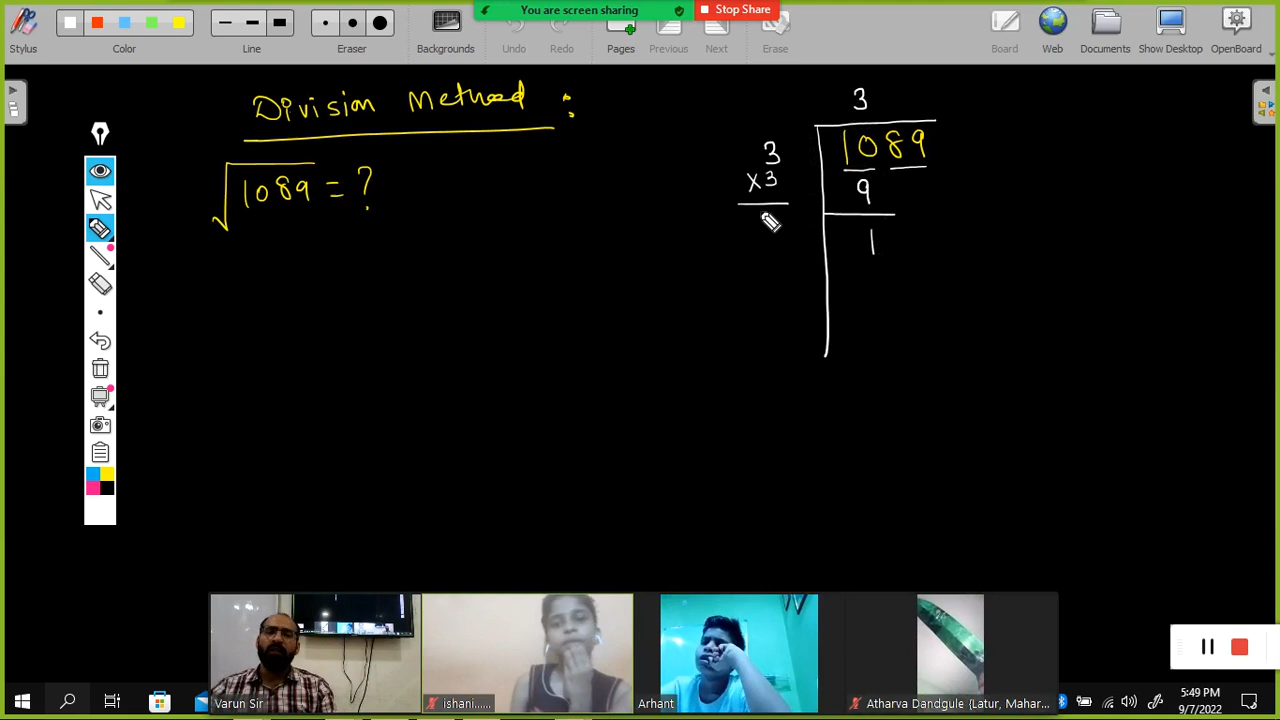 You are screen sharing
Stop Share
Stylus
Color
Line
Eraser
Backgrounds
Undo
Redo
Pages
Previous
Next
Erase
Board
Web
Documents
Show Desktop
OpenBoard
Division Method :
√1089 = ?
3
3
×3
1089
9
1
Varun Sir
ishani......
Arhant
Atharva Dandgule {Latur, Mahar...
5:49 PM
9/7/2022